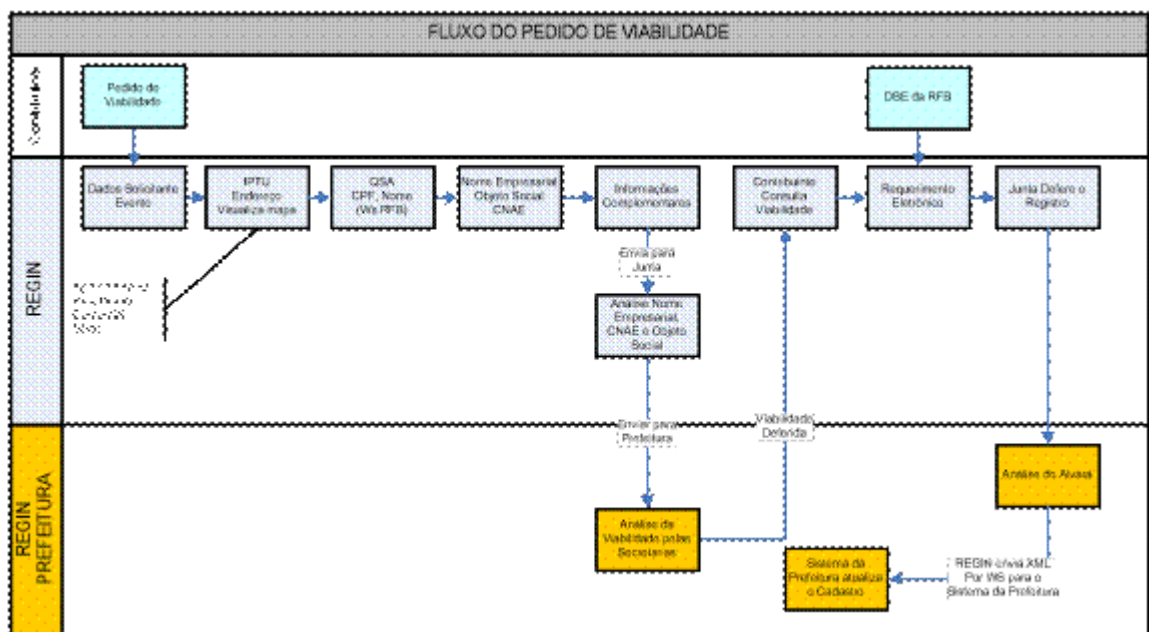 FLUXO DO PEDIDO DE VIABILIDADE
Pedido de
Viabilidade
DBE da RFB
REGIN
Dados Solicitante
Evento
IPTU
Endereço
Visualiza mapa
QSA
CPF, Nome
(Ws RFB)
Nome Empresarial
Objeto Social
CNAE
Informações
Complementares
Contribuinte
Consulta
Viabilidade
Requerimento
Eletrônico
Junta Defere o
Registro
Envia para
Junta
Análise Nome
Empresarial,
CNAE e Objeto
Social
REGIN
PREFEITURA
Enviar para
Prefeitura
Viabilidade
Deferida
Análise do Alvará
Análise da
Viabilidade pelas
Secretarias
Sistema da
Prefeitura atualiza
o Cadastro
REGIN envia XML
Por WS para o
Sistema da Prefeitura